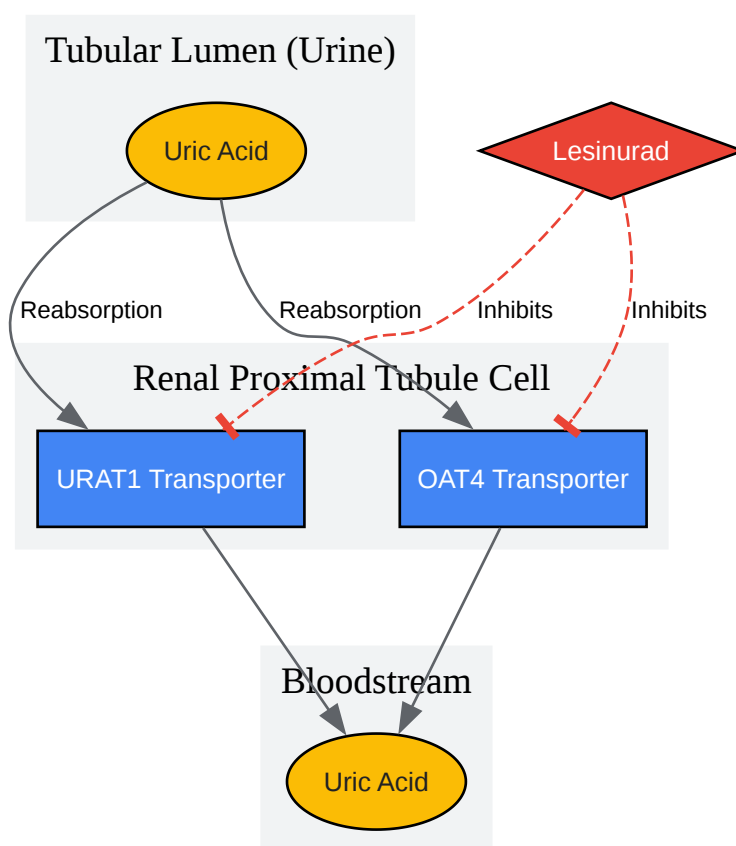 Tubular Lumen (Urine)
Uric Acid
Lesinurad
Reabsorption
Reabsorption
Inhibits
Inhibits
Renal Proximal Tubule Cell
URAT1 Transporter
OAT4 Transporter
Bloodstream
Uric Acid